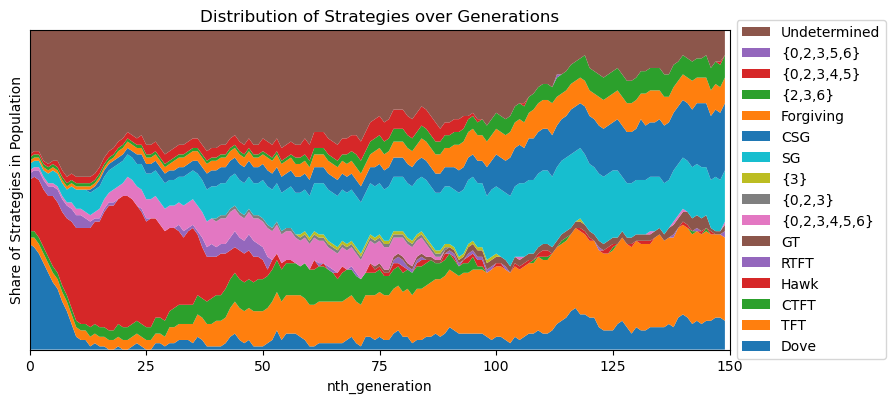 Distribution of Strategies over Generations
Share of Strategies in Population
0
25
50
75
100
125
150
nth_generation
Undetermined
{0,2,3,5,6}
{0,2,3,4,5}
{2,3,6}
Forgiving
CSG
SG
{3}
{0,2,3}
{0,2,3,4,5,6}
GT
RTFT
Hawk
CTFT
TFT
Dove